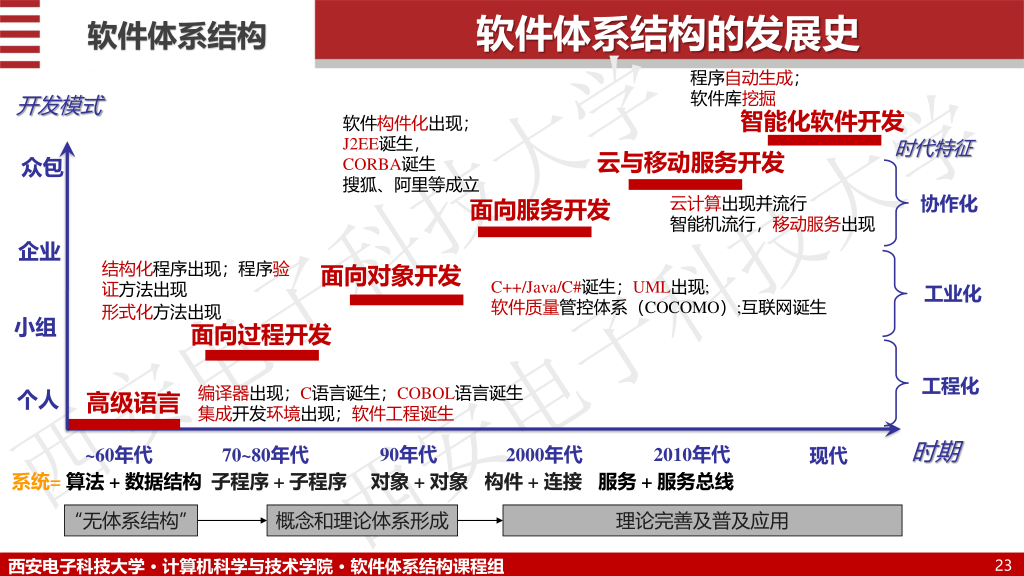 软件体系结构
软件体系结构的发展史
开发模式
程序自动生成；
软件库挖掘
智能化软件开发
时代特征
软件构件化出现；
J2EE诞生，
CORBA诞生
搜狐、阿里等成立
众包
云与移动服务开发
云计算出现并流行
智能机流行，移动服务出现
协作化
面向服务开发
企业
结构化程序出现；程序验
证方法出现
形式化方法出现
面向对象开发
C++/Java/C#诞生；UML出现;
软件质量管控体系（COCOMO）;互联网诞生
工业化
小组
面向过程开发
个人
高级语言
编译器出现；C语言诞生；COBOL语言诞生
集成开发环境出现；软件工程诞生
工程化
~60年代 70~80年代 90年代 2000年代 2010年代 现代 时期
系统= 算法 + 数据结构 子程序 + 子程序 对象 + 对象 构件 + 连接 服务 + 服务总线
“无体系结构” 概念和理论体系形成 理论完善及普及应用
西安电子科技大学 • 计算机科学与技术学院 • 软件体系结构课程组 23
西安电子科技大学
西安电子科技大学